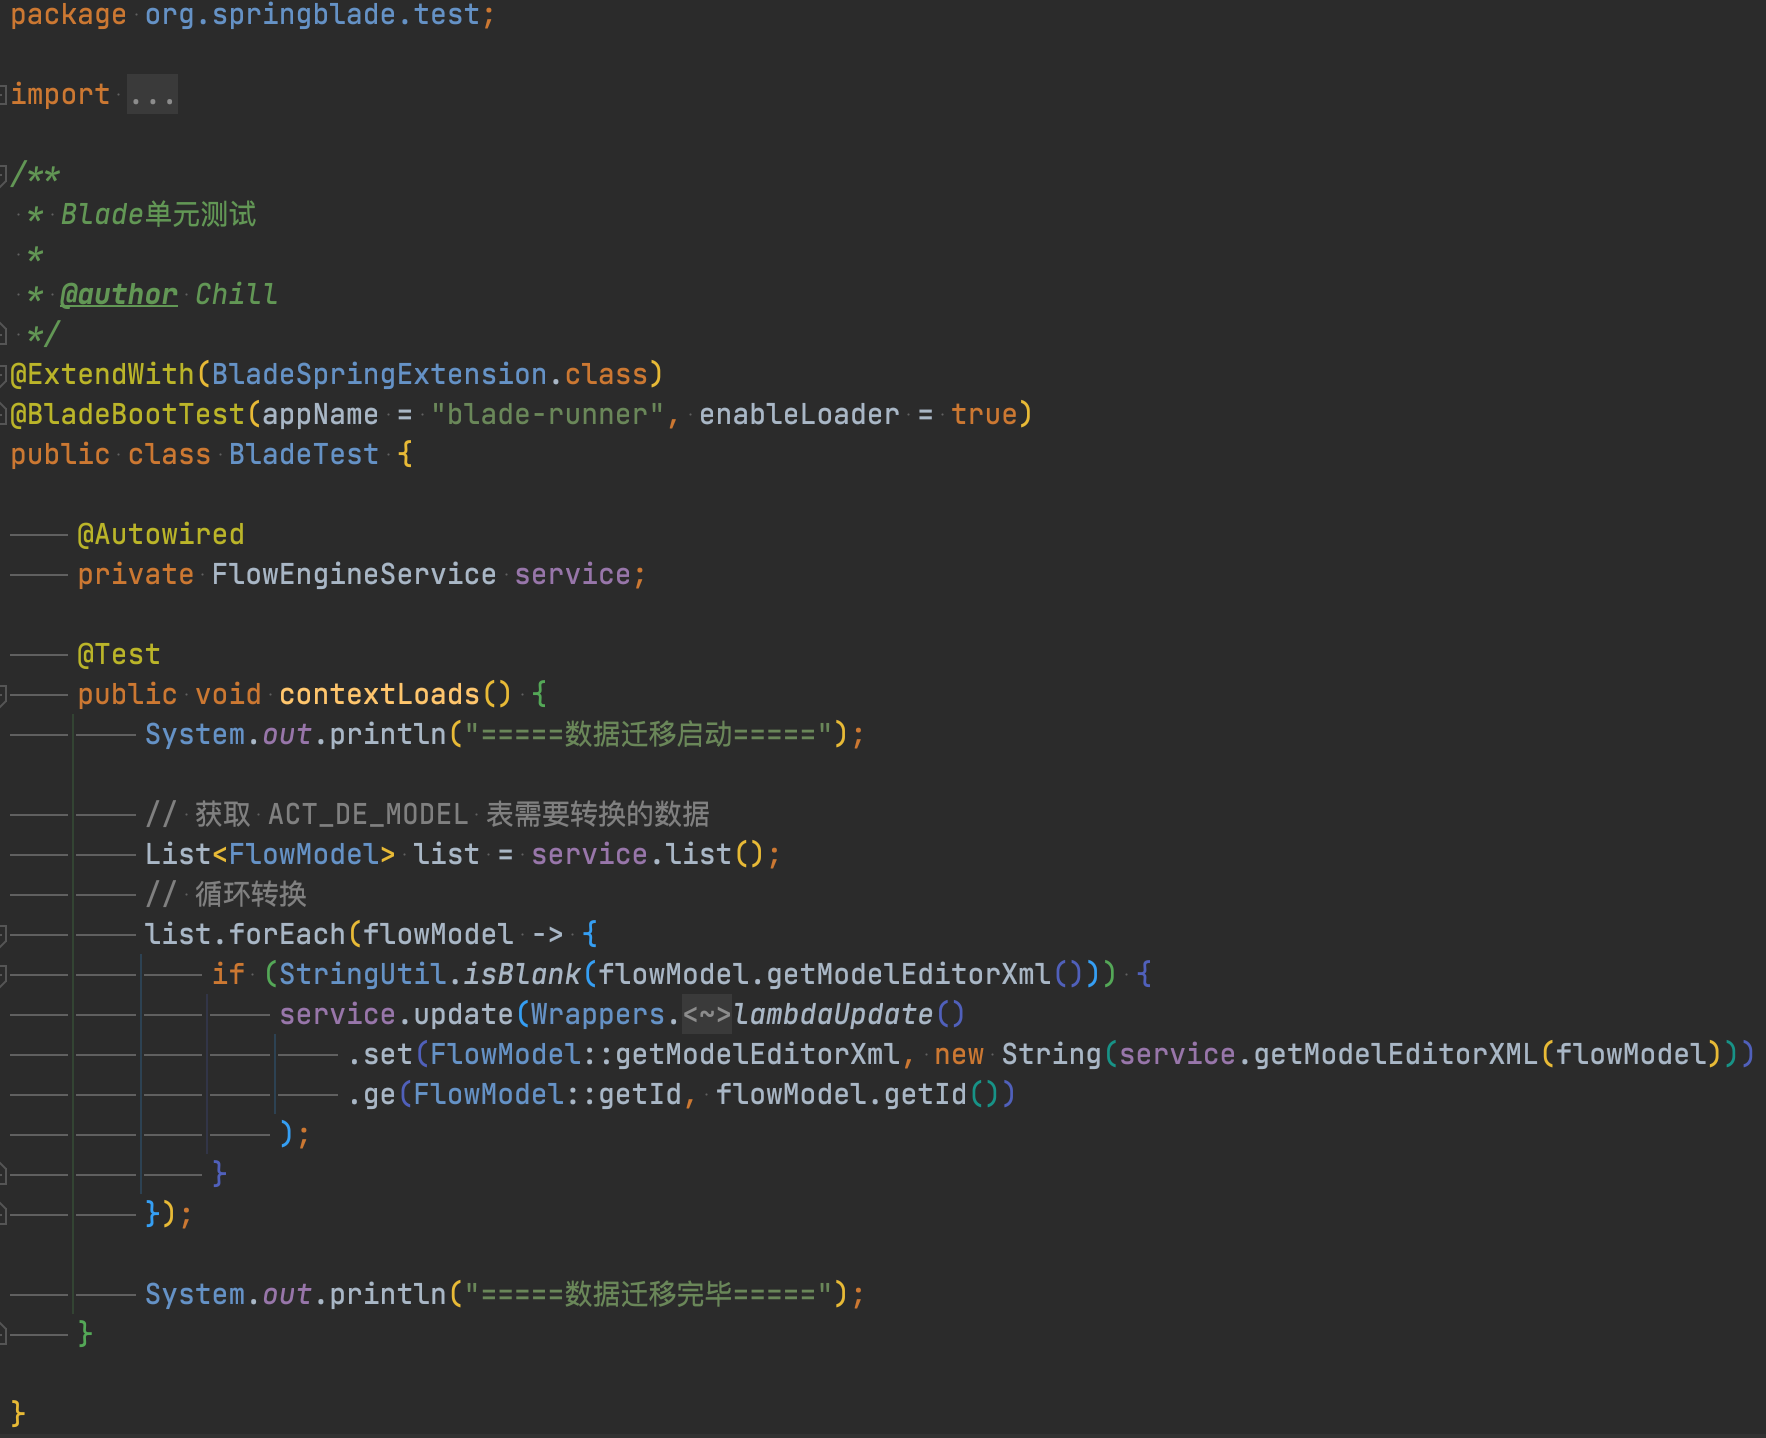 package org.springblade.test;
import ...
/**
* Blade单元测试
*
* @author Chill
*/
@ExtendWith(BladeSpringExtension.class)
@BladeBootTest(appName = "blade-runner", enableLoader = true)
public class BladeTest {
@Autowired
private FlowEngineService service;
@Test
public void contextLoads() {
System.out.println("=====数据迁移启动=====");
// 获取 ACT_DE_MODEL 表需要转换的数据
List<FlowModel> list = service.list();
// 循环转换
list.forEach(flowModel -> {
if (StringUtil.isBlank(flowModel.getModelEditorXml())) {
service.update(Wrappers.<~>lambdaUpdate()
.set(FlowModel::getModelEditorXml, new String(service.getModelEditorXML(flowModel)))
.ge(FlowModel::getId, flowModel.getId())
);
}
});
System.out.println("=====数据迁移完毕=====");
}
}